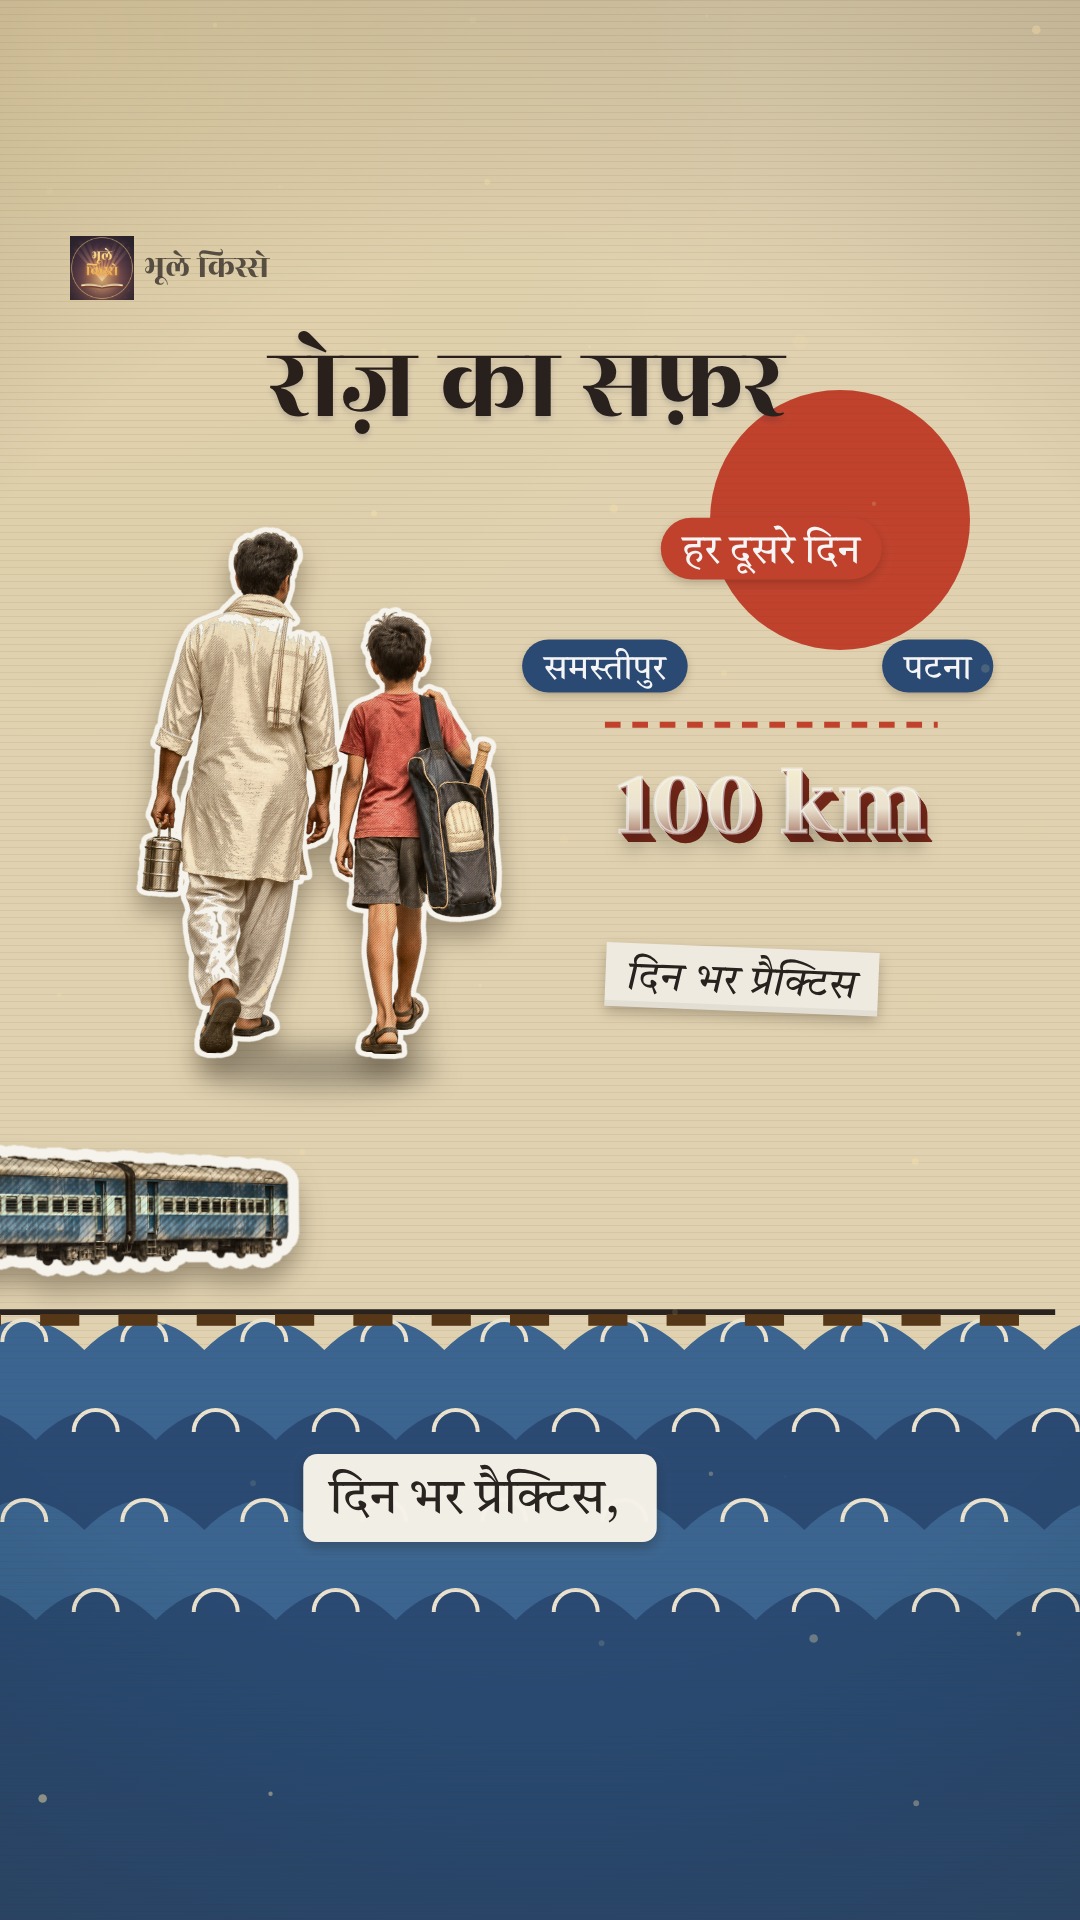 भूले किस्से
भूले किस्से
रोज़ का सफ़र
हर दूसरे दिन
समस्तीपुर
पटना
100 km
दिन भर प्रैक्टिस
दिन भर प्रैक्टिस,